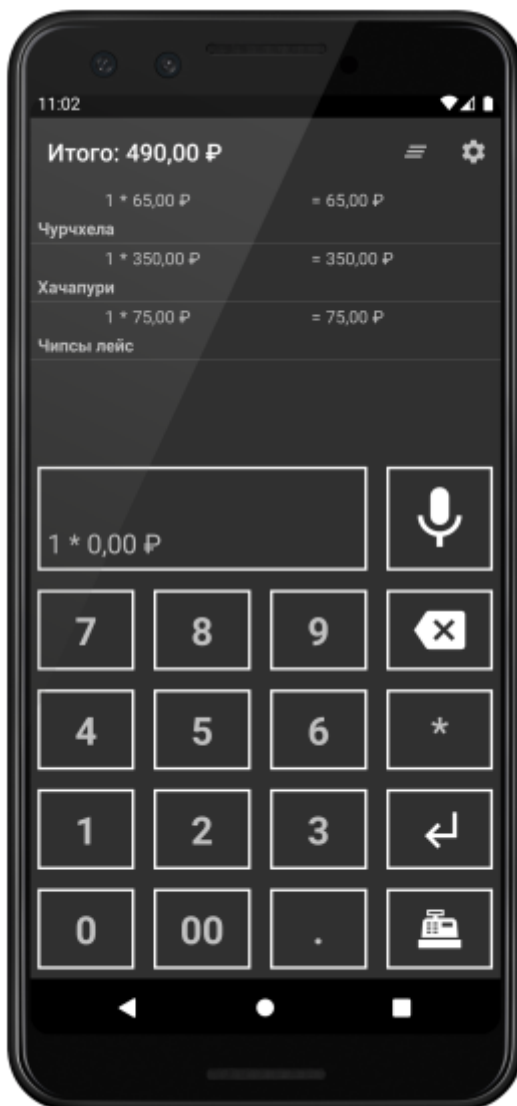 11:02
Итого: 490,00 ₽
1 * 65,00 ₽ = 65,00 ₽
Чурчхела
1 * 350,00 ₽ = 350,00 ₽
Хачапури
1 * 75,00 ₽ = 75,00 ₽
Чипсы лейс
1 * 0,00 ₽
7 8 9
4 5 6 *
1 2 3
0 00 .